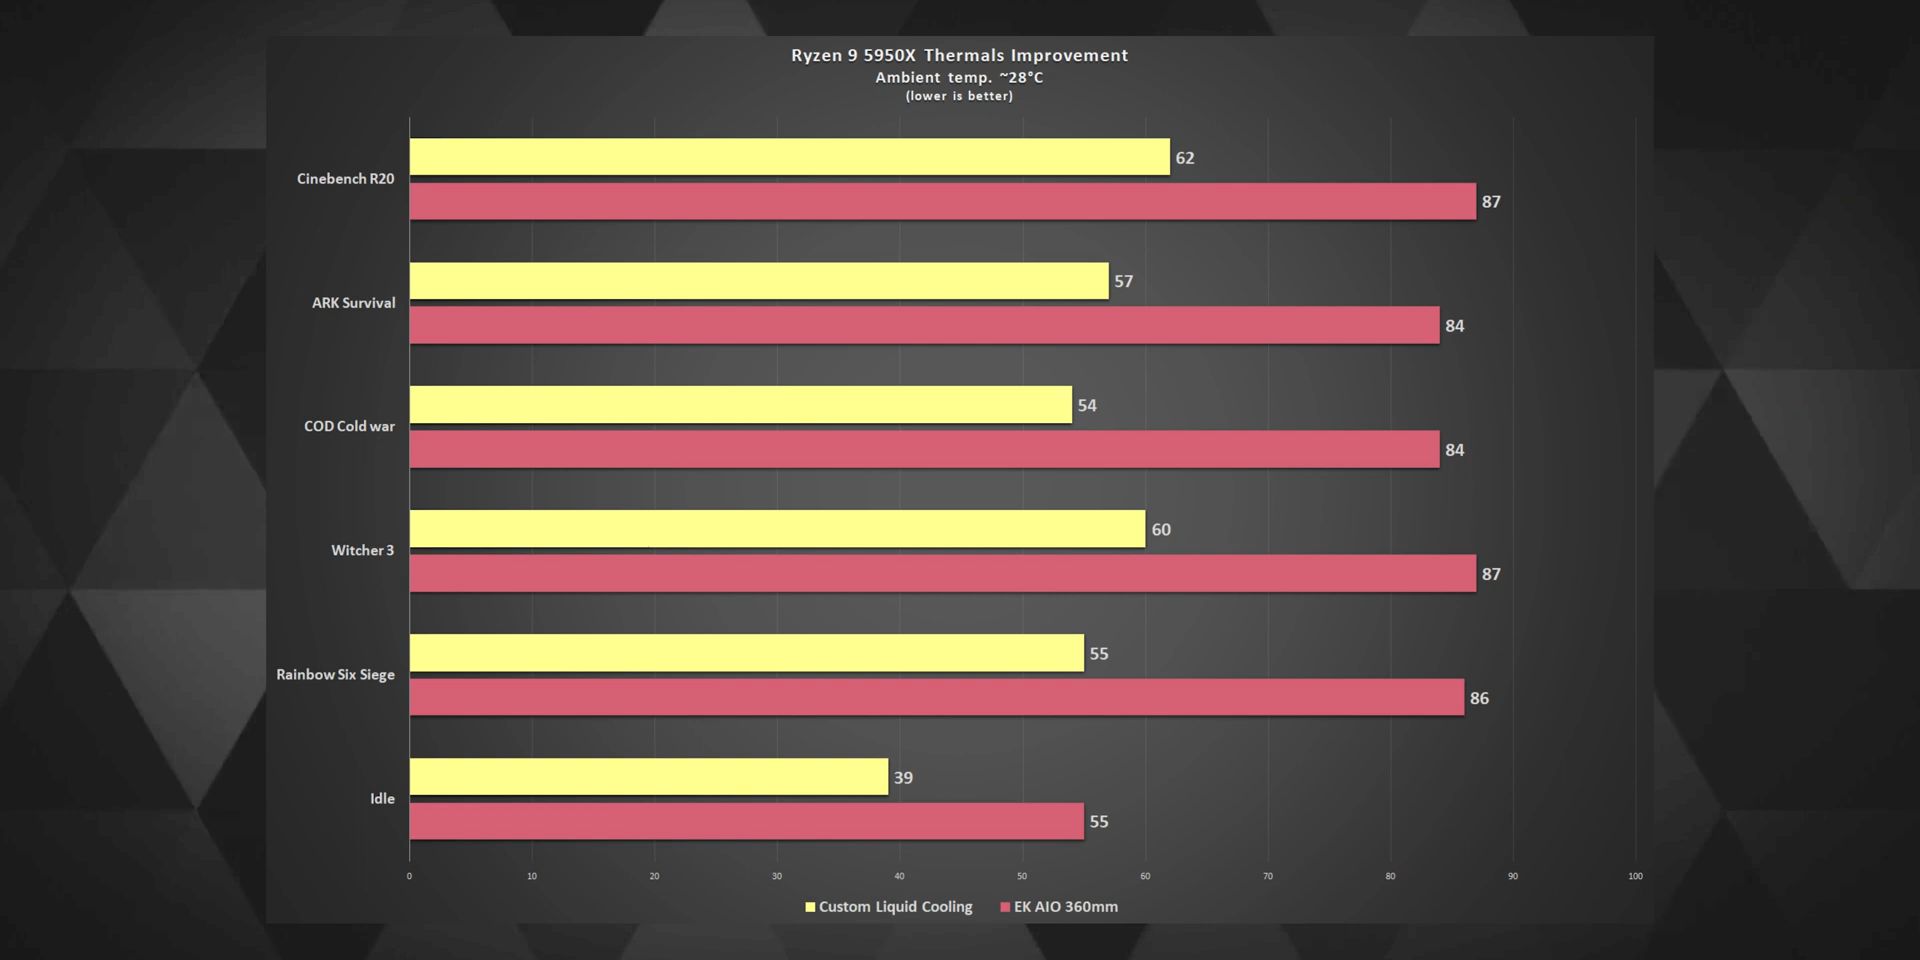 Ryzen 9 5950X Thermals Improvement
Ambient temp. ~28°C
(lower is better)
Cinebench R20
62
87
ARK Survival
57
84
COD Cold war
54
84
Witcher 3
60
87
Rainbow Six Siege
55
86
Idle
39
55
0 10 20 30 40 50 60 70 80 90 100
Custom Liquid Cooling EK AIO 360mm